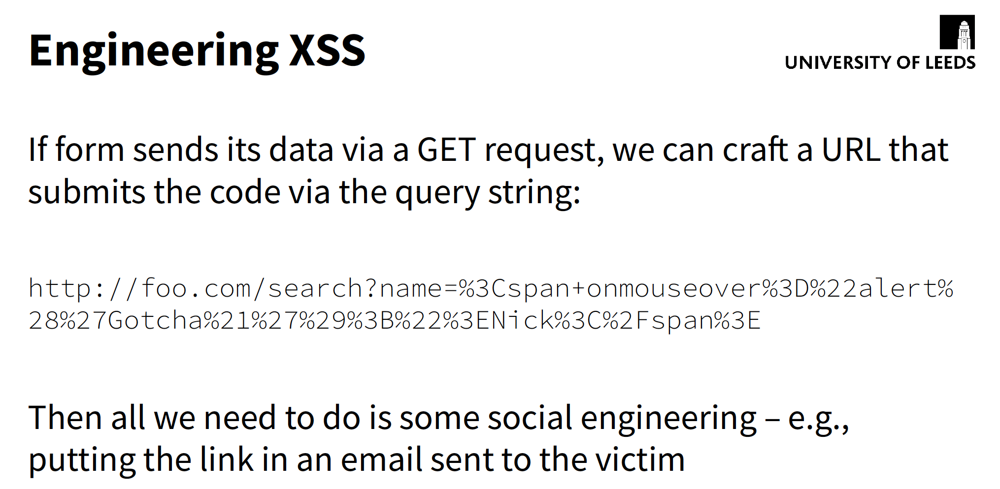 Engineering XSS
UNIVERSITY OF LEEDS
If form sends its data via a GET request, we can craft a URL that
submits the code via the query string:
http://foo.com/search?name=%3Cspan+onmouseover%3D%22alert%
28%27Gotcha%21%27%29%3B%22%3ENick%3C%2Fspan%3E
Then all we need to do is some social engineering – e.g.,
putting the link in an email sent to the victim